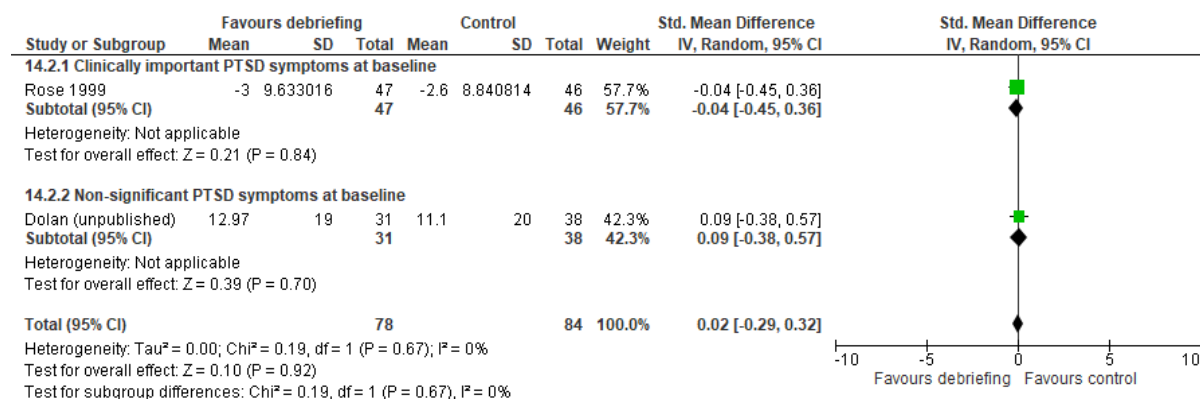 Favours debriefing Control Std. Mean Difference Std. Mean Difference
Study or Subgroup Mean SD Total Mean SD Total Weight IV, Random, 95% CI IV, Random, 95% CI
14.2.1 Clinically important PTSD symptoms at baseline
Rose 1999 -3 9.633016 47 -2.6 8.840814 46 57.7% -0.04 [-0.45, 0.36]
Subtotal (95% CI) 47 46 57.7% -0.04 [-0.45, 0.36]
Heterogeneity: Not applicable
Test for overall effect: Z = 0.21 (P = 0.84)
14.2.2 Non-significant PTSD symptoms at baseline
Dolan (unpublished) 12.97 19 31 11.1 20 38 42.3% 0.09 [-0.38, 0.57]
Subtotal (95% CI) 31 38 42.3% 0.09 [-0.38, 0.57]
Heterogeneity: Not applicable
Test for overall effect: Z = 0.39 (P = 0.70)
Total (95% CI) 78 84 100.0% 0.02 [-0.29, 0.32]
Heterogeneity: Tau² = 0.00; Chi² = 0.19, df = 1 (P = 0.67); I² = 0%
Test for overall effect: Z = 0.10 (P = 0.92)
Test for subgroup differences: Chi² = 0.19, df = 1 (P = 0.67), I² = 0%
-10 -5 0 5 10
Favours debriefing Favours control